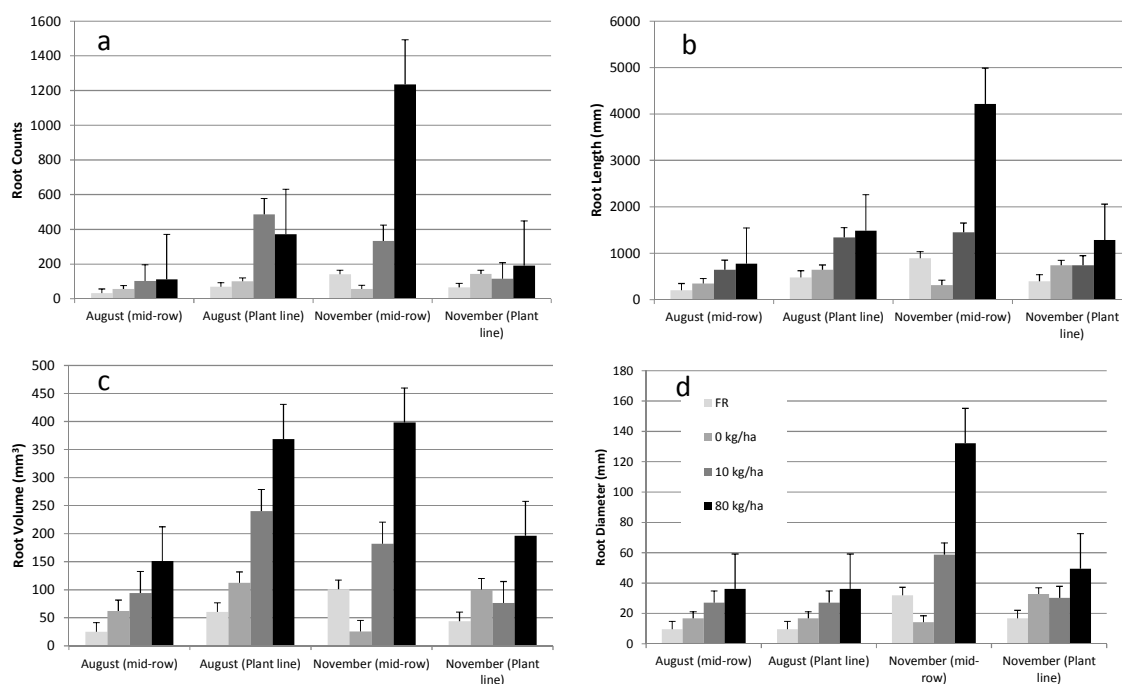 a
1600
1400
1200
1000
800
600
400
200
0
Root Counts
August (mid-row) August (Plant line) November (mid-row) November (Plant
line)
b
6000
5000
4000
3000
2000
1000
0
Root Length (mm)
August (mid-row) August (Plant line) November (mid-row) November (Plant
line)
c
500
450
400
350
300
250
200
150
100
50
0
Root Volume (mm³)
August (mid-row) August (Plant line) November (mid-row) November (Plant
line)
d
180
160
140
120
100
80
60
40
20
0
Root Diameter (mm)
FR
0 kg/ha
10 kg/ha
80 kg/ha
August (mid-row) August (Plant line) November (mid-
row) November (Plant
line)